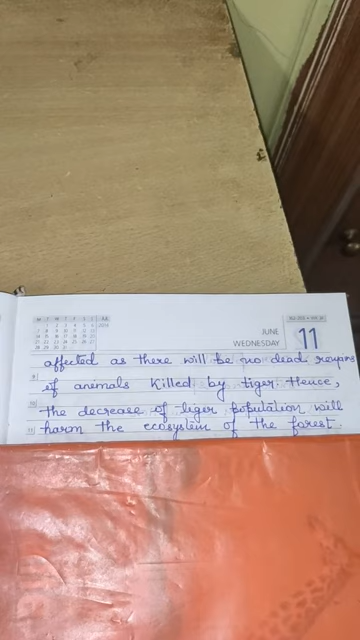 JUNE
WEDNESDAY
11
affected as there will be no dead
of animals killed by tiger. Hence,
the decrease of tiger population will
harm the ecosystem of the forest.